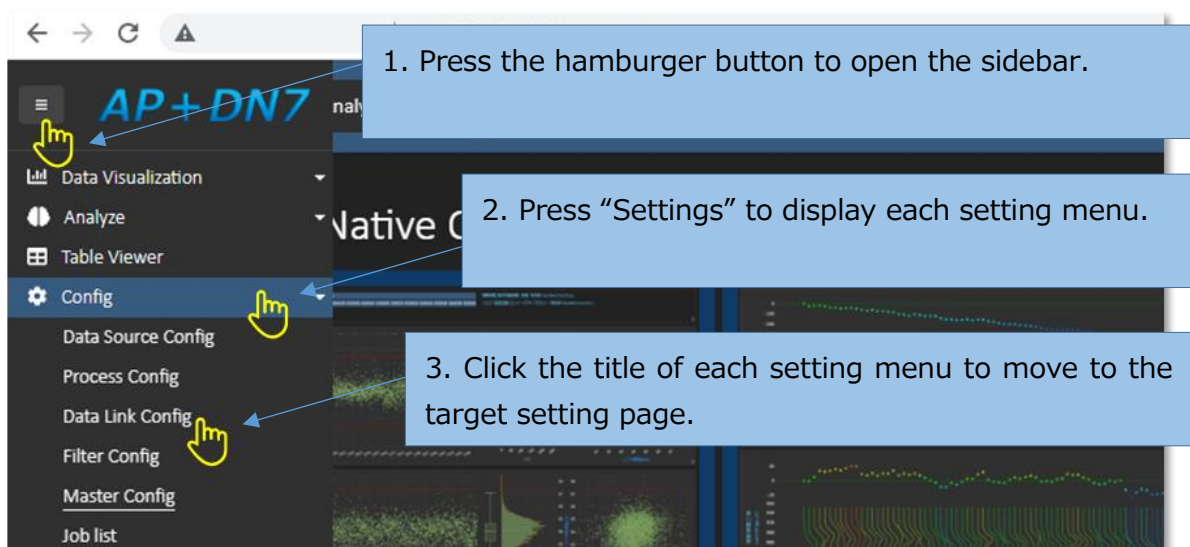 1. Press the hamburger button to open the sidebar.
AP+DN7
Data Visualization
2. Press “Settings” to display each setting menu.
Analyze
Native
Table Viewer
Config
Data Source Config
3. Click the title of each setting menu to move to the
target setting page.
Process Config
Data Link Config
Filter Config
Master Config
Job list